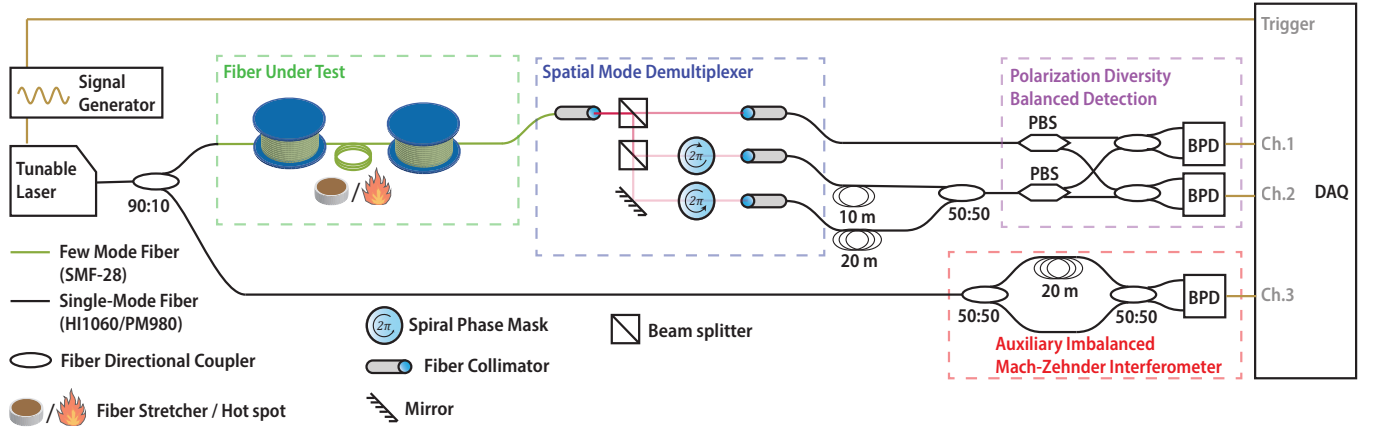 Trigger
Signal
Generator
Fiber Under Test
Spatial Mode Demultiplexer
Polarization Diversity
Balanced Detection
PBS
BPD
Ch.1
Tunable
Laser
90:10
2π
PBS
BPD
Ch.2
DAQ
2π
10 m
50:50
20 m
Few Mode Fiber
(SMF-28)
Single-Mode Fiber
(HI1060/PM980)
Fiber Directional Coupler
Fiber Stretcher / Hot spot
2π
Spiral Phase Mask
Fiber Collimator
Mirror
Beam splitter
20 m
BPD
Ch.3
50:50
50:50
Auxiliary Imbalanced
Mach-Zehnder Interferometer